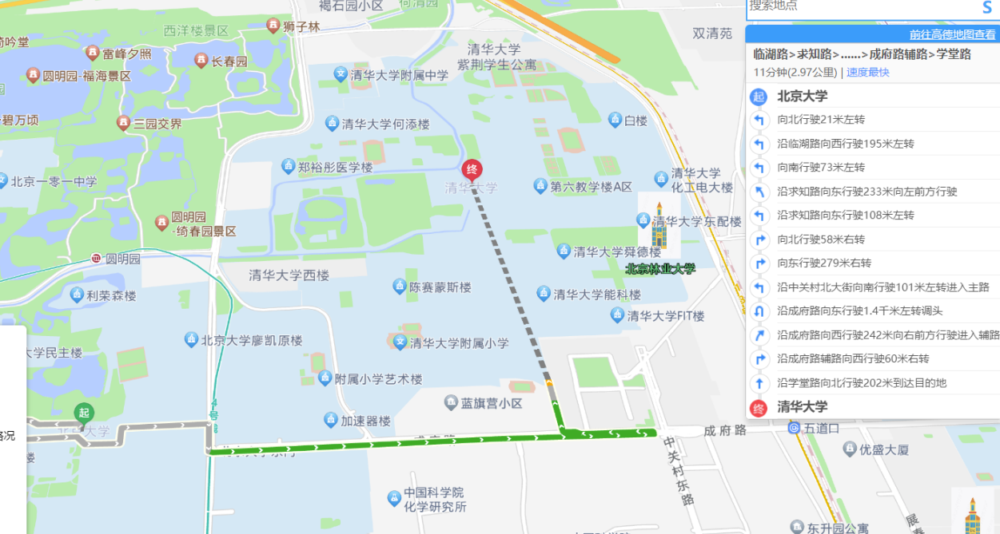 褐石园小区
荷清园
狮子林
西洋楼景区
双清苑
搜索地点
S
前往高德地图查看
临湖路>求知路>......>成府路辅路>学堂路
11分钟(2.97公里) | 速度最快
起 北京大学
向北行驶21米左转
沿临湖路向西行驶195米左转
向南行驶73米左转
沿求知路向东行驶233米向左前方行驶
沿求知路向东行驶108米左转
向北行驶58米右转
向东行驶279米右转
沿中关村北大街向南行驶101米左转进入主路
沿成府路向东行驶1.4千米左转调头
沿成府路向西行驶242米向右前方行驶进入辅路
沿成府路辅路向西行驶60米右转
沿学堂路向北行驶202米到达目的地
终 清华大学
吟堂
雷峰夕照
长春园
清华大学
紫荆学生公寓
圆明园-福海景区
清华大学附属中学
碧万顷
三园交界
清华大学何添楼
白楼
北京一零一中学
郑裕彤医学楼
终
清华大学
第六教学楼A区
清华大学
化工电大楼
圆明园
-绮春园景区
清华大学东配楼
圆明园
清华大学舜德楼
北京林业大学
清华大学西楼
陈赛蒙斯楼
利荣森楼
清华大学能科楼
清华大学FIT楼
北京大学廖凯原楼
清华大学附属小学
大学民主楼
附属小学艺术楼
蓝旗营小区
4号线
起
大学
加速器楼
路况
楼
成府路
五道口
中关村东路
优盛大厦
中国科学院
化学研究所
东升园公寓
展